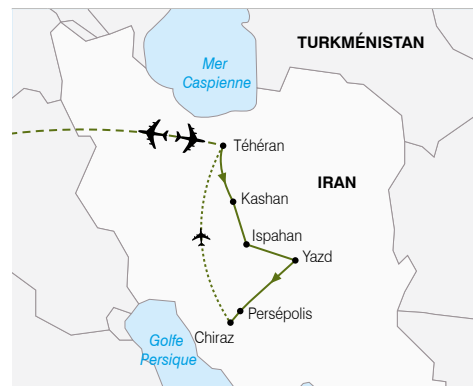 TURKMÉNISTAN
Mer
Caspienne
Téhéran
IRAN
Kashan
Ispahan
Yazd
Persépolis
Chiraz
Golfe
Persique